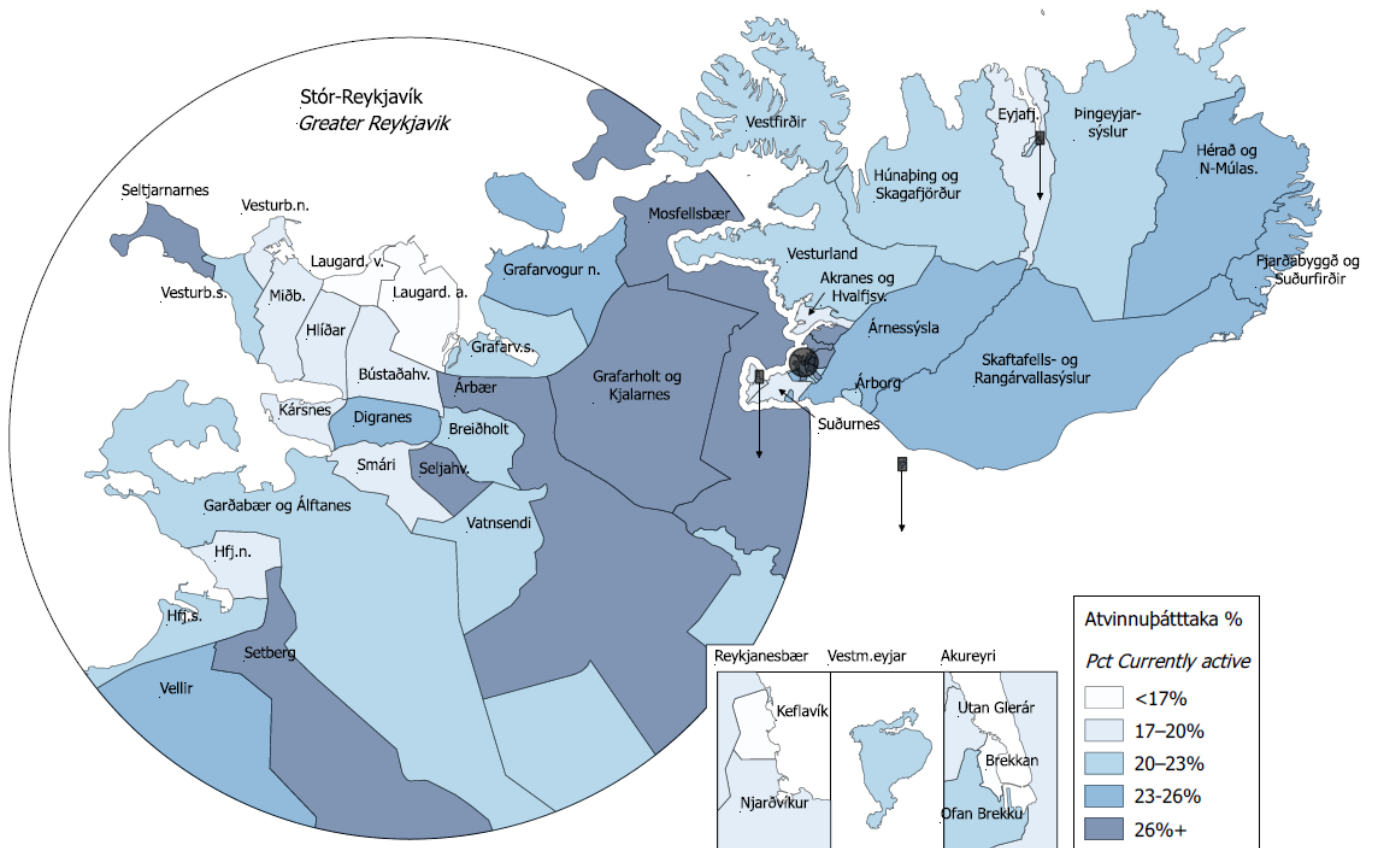 Stór-Reykjavík
Greater Reykjavik
Seltjarnarnes
Vesturb.n.
Vesturb.s.
Miðb.
Laugard. v.
Laugard. a.
Hlíðar
Bústaðahv.
Grafarvogur n.
Grafarv.s.
Mosfellsbær
Grafarholt og
Kjalarnes
Árbær
Kársnes
Digranes
Breiðholt
Smári
Seljahv.
Garðabær og Álftanes
Vatnsendi
Hfj.n.
Hfj.s.
Setberg
Vellir
Vestfirðir
Húnaþing og
Skagafjörður
Eyjafj.
Þingeyjar-
sýslur
Hérað og
N-Múlas.
Fjarðabyggð og
Suðurfirðir
Vesturland
Akranes og
Hvalfjsv.
Árnessýsla
Skaftafells- og
Rangárvallasýslur
Árborg
Suðurnes
Reykjanesbær
Keflavík
Njarðvíkur
Vestm.eyjar
Akureyri
Utan Glerár
Brekkan
Ofan Brekku
Atvinnuþátttaka %
Pct Currently active
<17%
17–20%
20–23%
23-26%
26%+